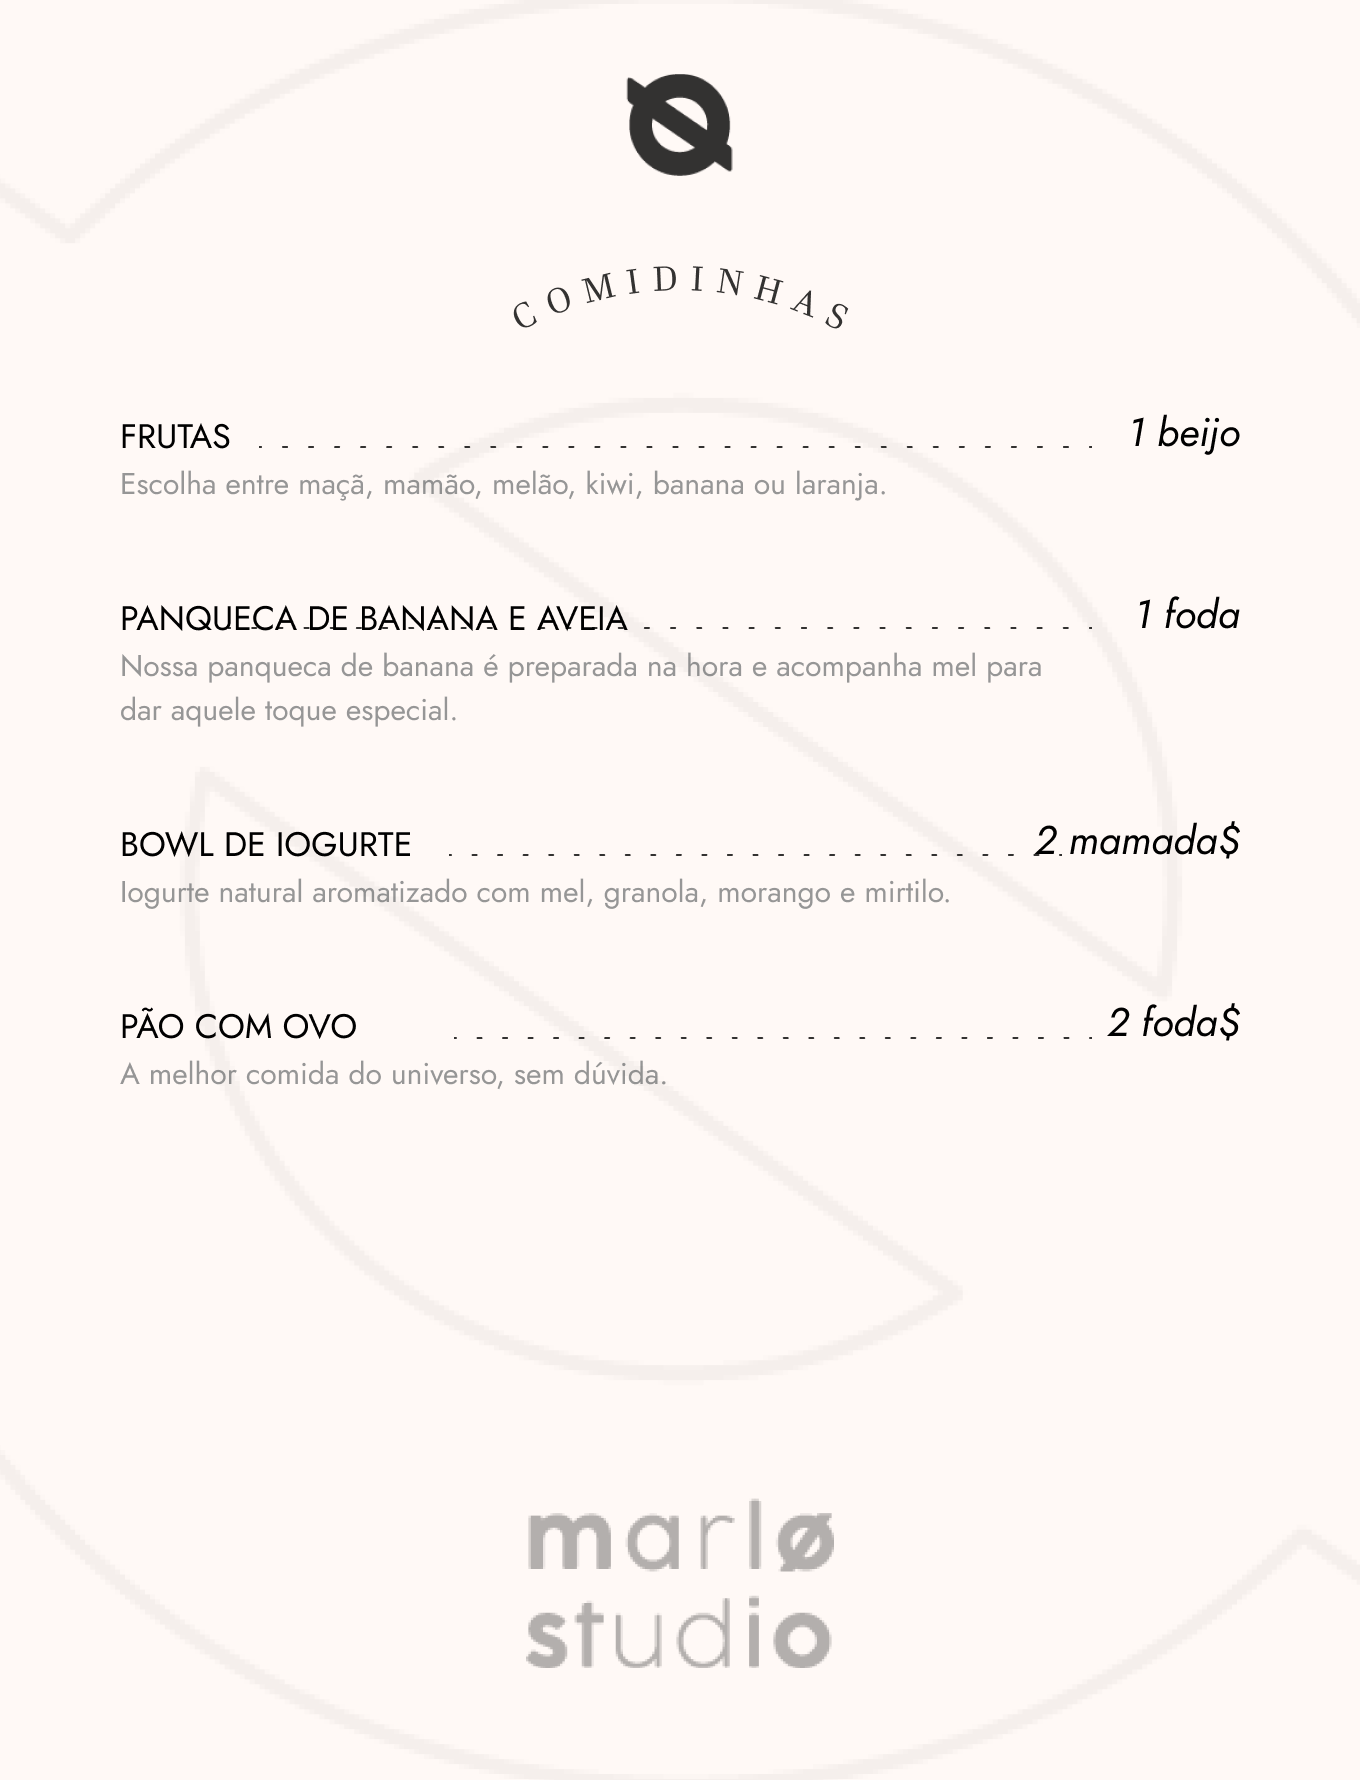 COMIDINHAS
FRUTAS 1 beijo
Escolha entre maçã, mamão, melão, kiwi, banana ou laranja.
PANQUECA DE BANANA E AVEIA 1 foda
Nossa panqueca de banana é preparada na hora e acompanha mel para
dar aquele toque especial.
BOWL DE IOGURTE 2 mamada$
Iogurte natural aromatizado com mel, granola, morango e mirtilo.
PÃO COM OVO 2 foda$
A melhor comida do universo, sem dúvida.
marlø
studio